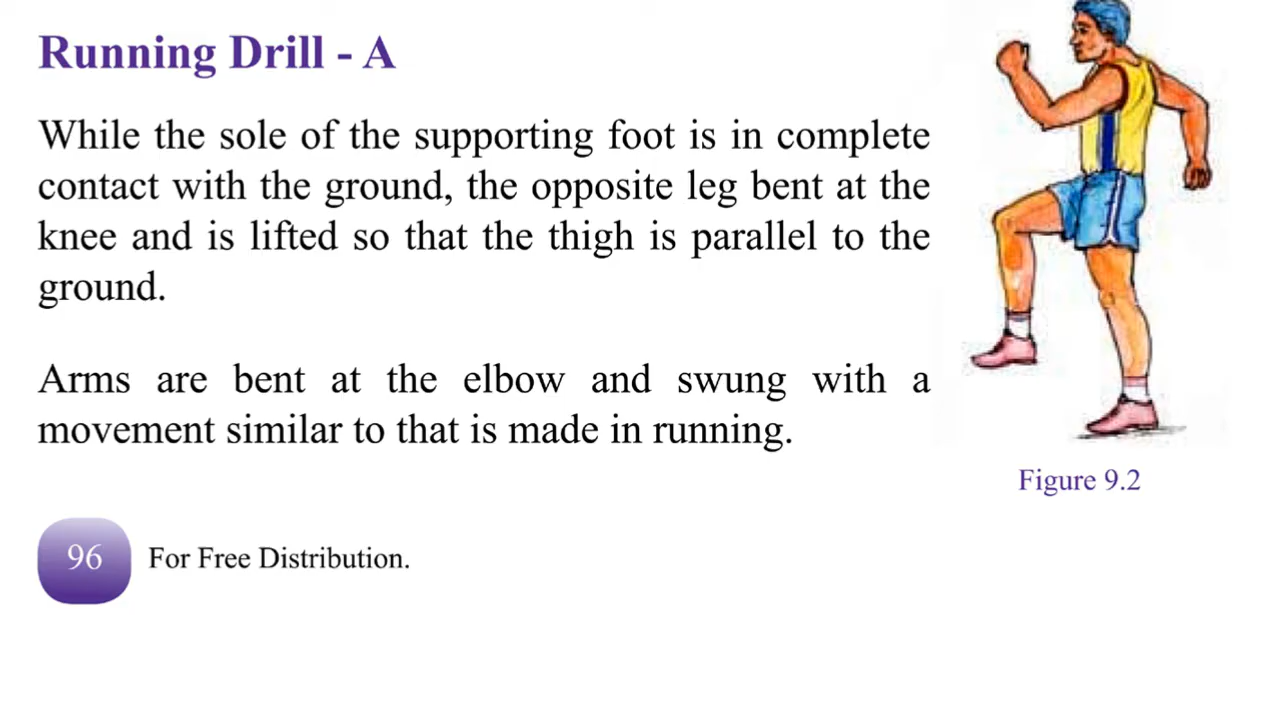 Running Drill - A
While the sole of the supporting foot is in complete
contact with the ground, the opposite leg bent at the
knee and is lifted so that the thigh is parallel to the
ground.
Arms are bent at the elbow and swung with a
movement similar to that is made in running.
Figure 9.2
96 For Free Distribution.